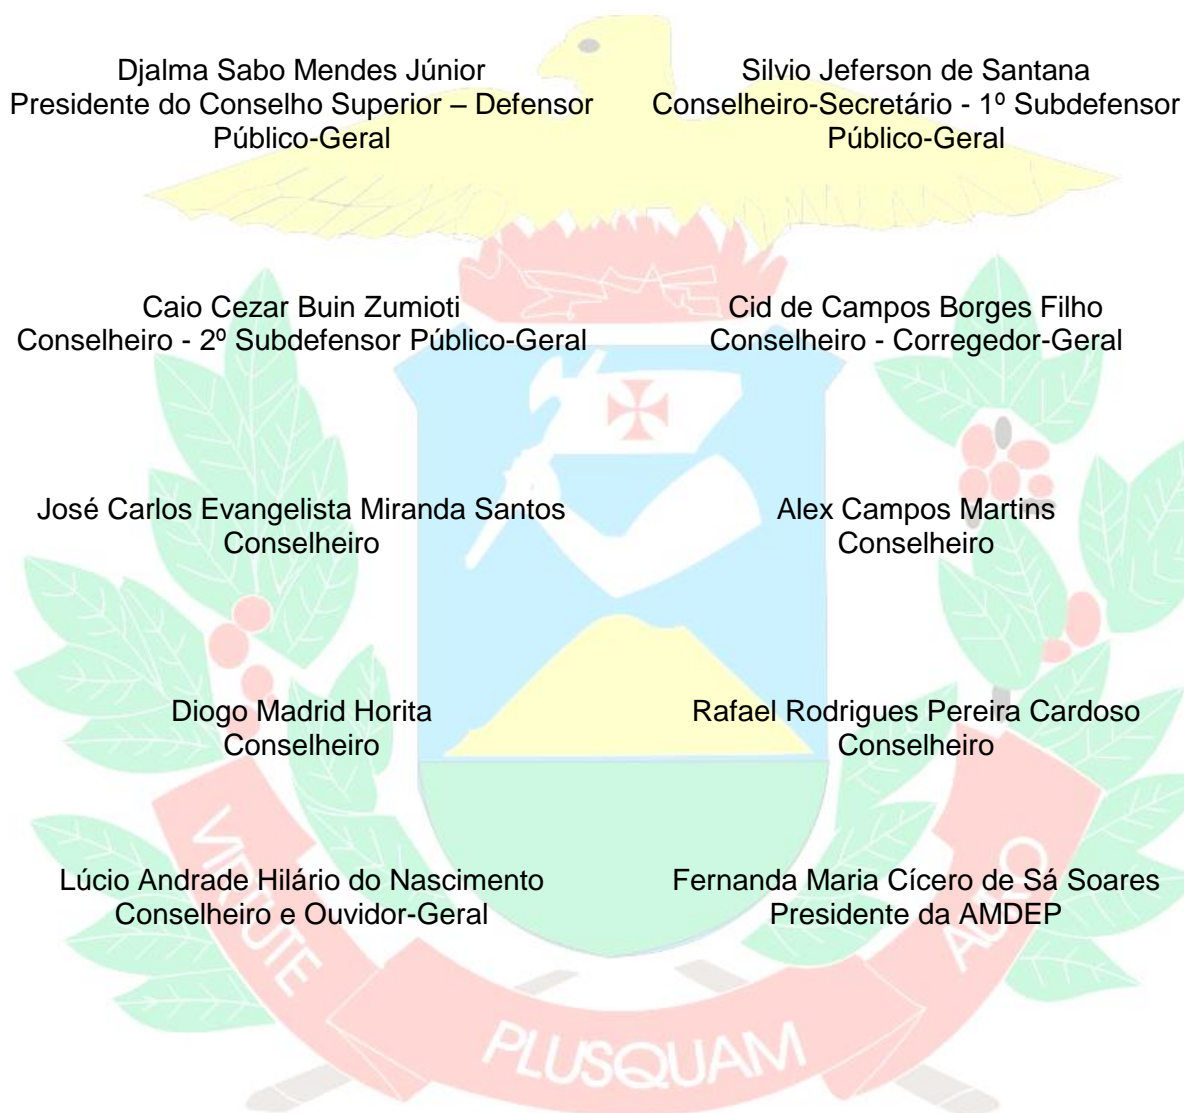 Djalma Sabo Mendes Júnior
Presidente do Conselho Superior – Defensor
Público-Geral
Silvio Jeferson de Santana
Conselheiro-Secretário - 1º Subdefensor
Público-Geral
Caio Cezar Buin Zumioti
Conselheiro - 2º Subdefensor Público-Geral
Cid de Campos Borges Filho
Conselheiro - Corregedor-Geral
José Carlos Evangelista Miranda Santos
Conselheiro
Alex Campos Martins
Conselheiro
Diogo Madrid Horita
Conselheiro
Rafael Rodrigues Pereira Cardoso
Conselheiro
Lúcio Andrade Hilário do Nascimento
Conselheiro e Ouvidor-Geral
Fernanda Maria Cícero de Sá Soares
Presidente da AMDEP
VIRTUTE
PLUSQUAM
AURO